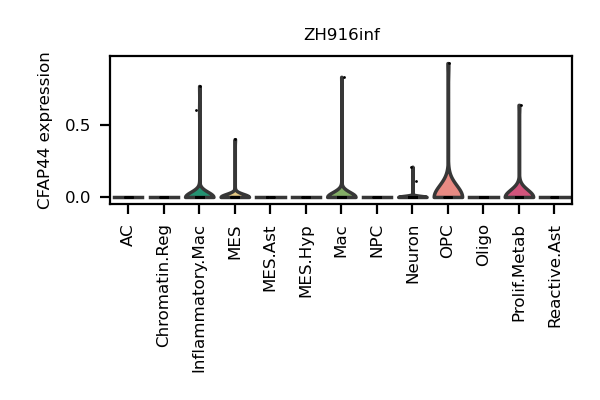 ZH916inf
CFAP44 expression
0.5
0.0
AC
Chromatin.Reg
Inflammatory.Mac
MES
MES.Ast
MES.Hyp
Mac
NPC
Neuron
OPC
Oligo
Prolif.Metab
Reactive.Ast